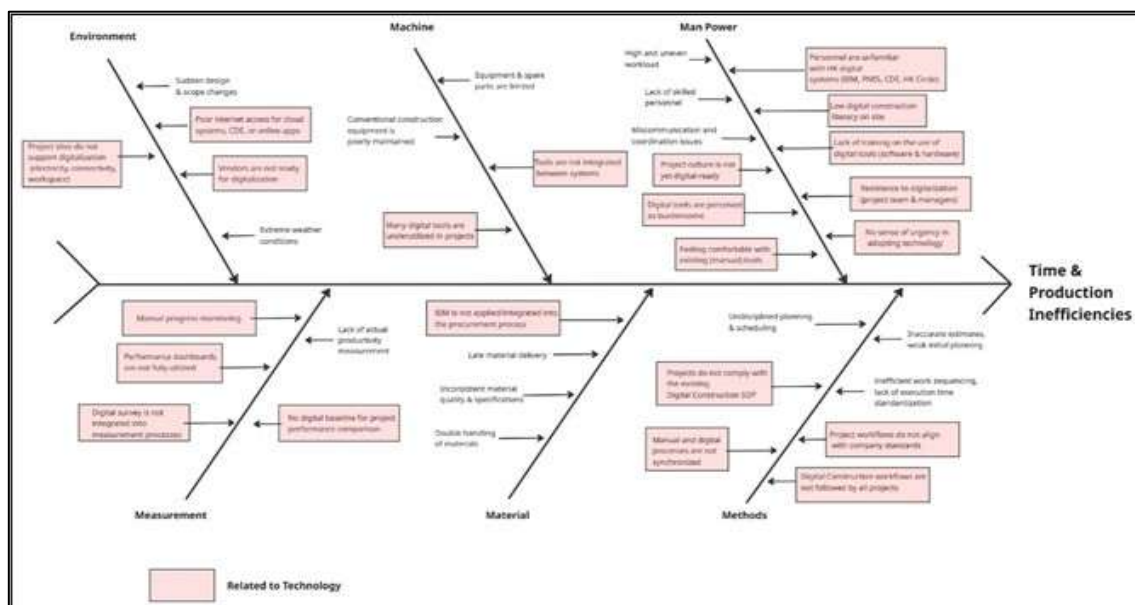 Environment
Machine
Man Power
Sudden design
& scope changes
Poor internet access for cloud
systems, CDE, or online apps
Project sites do not
support digitalization
(electricity, connectivity,
workspace)
Vendors are not ready
for digitalization
Extreme weather
conditions
Equipment & spare
parts are limited
Conventional construction
equipment is
poorly maintained
Tools are not integrated
between systems
Many digital tools are
underutilized in projects
High and uneven
workload
Personnel are unfamiliar
with HK digital
systems (BIM, CDE, HK Circle)
Lack of skilled
personnel
Low digital construction
literacy on site
Miscommunication and
coordination issues
Lack of training on the use of
digital tools (software & hardware)
Project culture is not
yet digital-ready
Resistance to digitalization
(project team & managers)
Digital tools are perceived
as burdensome
No sense of urgency in
adopting technology
Feeling comfortable with
existing (manual) tools
Time &
Production
Inefficiencies
Manual progress monitoring
Lack of actual
productivity
measurement
Performance dashboards
are not fully utilized
Digital survey is not
integrated into
measurement processes
No digital baseline for project
performance comparison
BIM is not applied/integrated into
the procurement process
Late material delivery
Inconsistent material
quality & specifications
Double handling
of materials
Undisciplined planning
& scheduling
Inaccurate estimates,
weak initial planning
Projects do not comply with
the existing
Digital Construction SOP
Inefficient work sequencing,
lack of execution time
standardization
Manual and digital
processes are not
synchronized
Project workflows do not align
with company standards
Digital Construction workflows are
not followed by all projects
Measurement
Material
Methods
Related to Technology